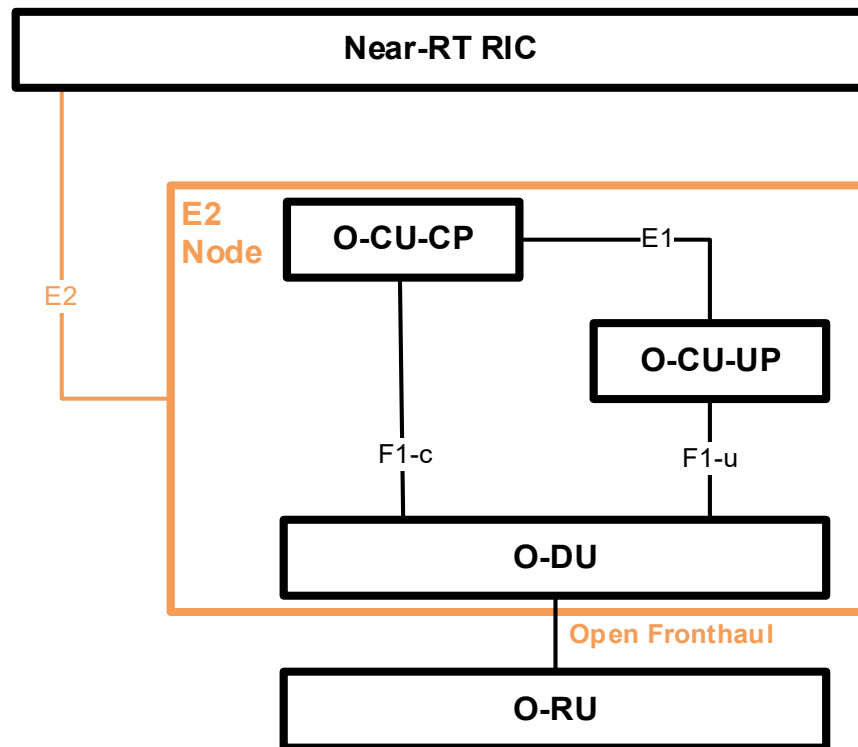 Near-RT RIC
E2
Node
O-CU-CP
E1
E2
O-CU-UP
F1-c
F1-u
O-DU
Open Fronthaul
O-RU